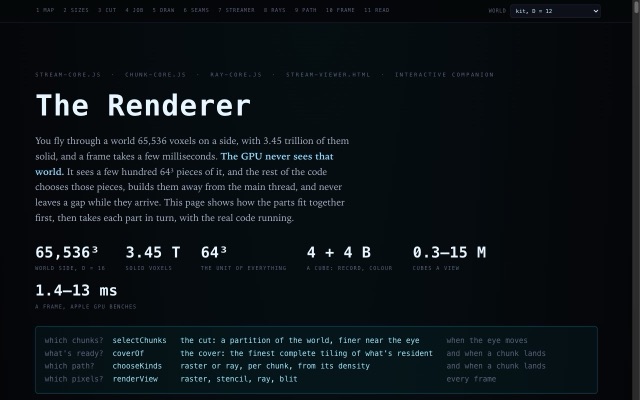 1 MAP 2 SIZES 3 CUT 4 JOB 5 DRAW 6 SEAMS 7 STREAMER 8 RAYS 9 PATH 10 FRAME 11 READ WORLD kit, D = 12
STREAM-CORE.JS · CHUNK-CORE.JS · RAY-CORE.JS · STREAM-VIEWER.HTML · INTERACTIVE COMPANION
The Renderer
You fly through a world 65,536 voxels on a side, with 3.45 trillion of them
solid, and a frame takes a few milliseconds. The GPU never sees that
world. It sees a few hundred 64³ pieces of it, and the rest of the code
chooses those pieces, builds them away from the main thread, and never
leaves a gap while they arrive. This page shows how the parts fit together
first, then takes each part in turn, with the real code running.
65,536³ 3.45 T 64³ 4 + 4 B 0.3–15 M
WORLD SIDE, D = 16 SOLID VOXELS THE UNIT OF EVERYTHING A CUBE: RECORD, COLOUR CUBES A VIEW
1.4–13 ms
A FRAME, APPLE GPU BENCHES
which chunks? selectChunks the cut: a partition of the world, finer near the eye when the eye moves
what's ready? coverOf the cover: the finest complete tiling of what's resident and when a chunk lands
which path? chooseKinds raster or ray, per chunk, from its density and when a chunk lands
which pixels? renderView raster, stencil, ray, blit every frame